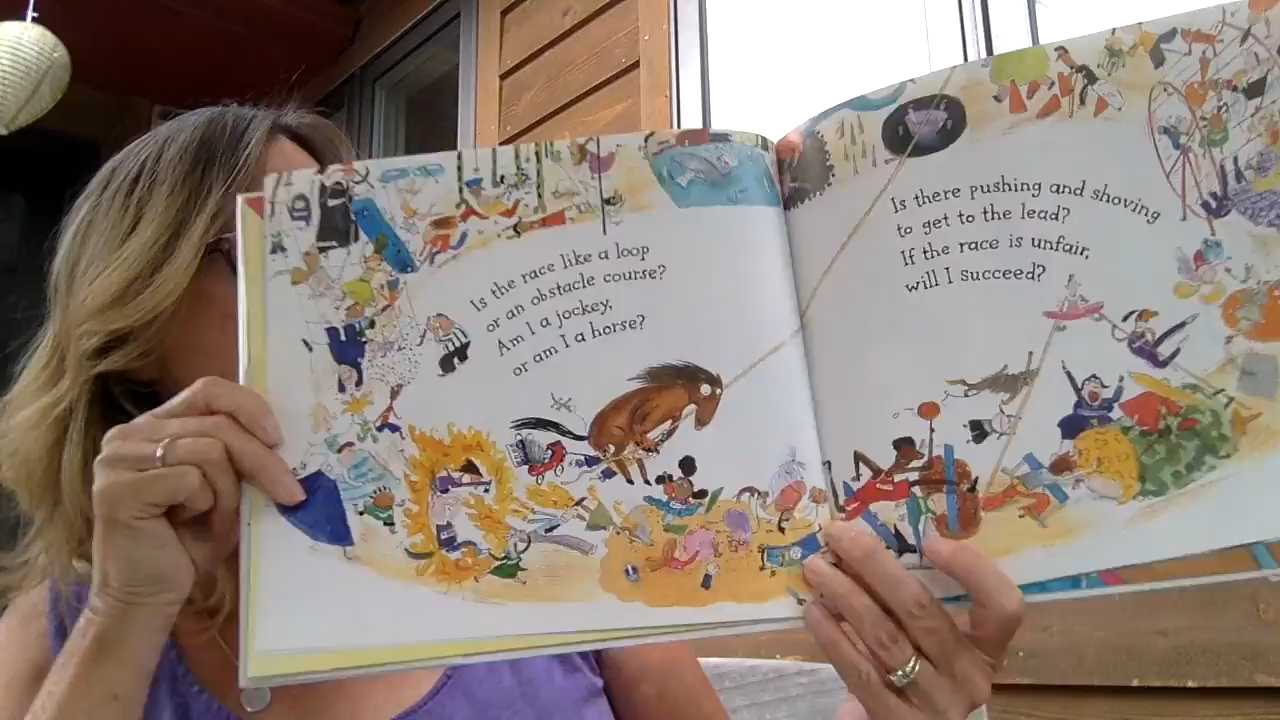 Is the race like a loop
or an obstacle course?
Am I a jockey,
or am I a horse?
Is there pushing and shoving
to get to the lead?
If the race is unfair,
will I succeed?